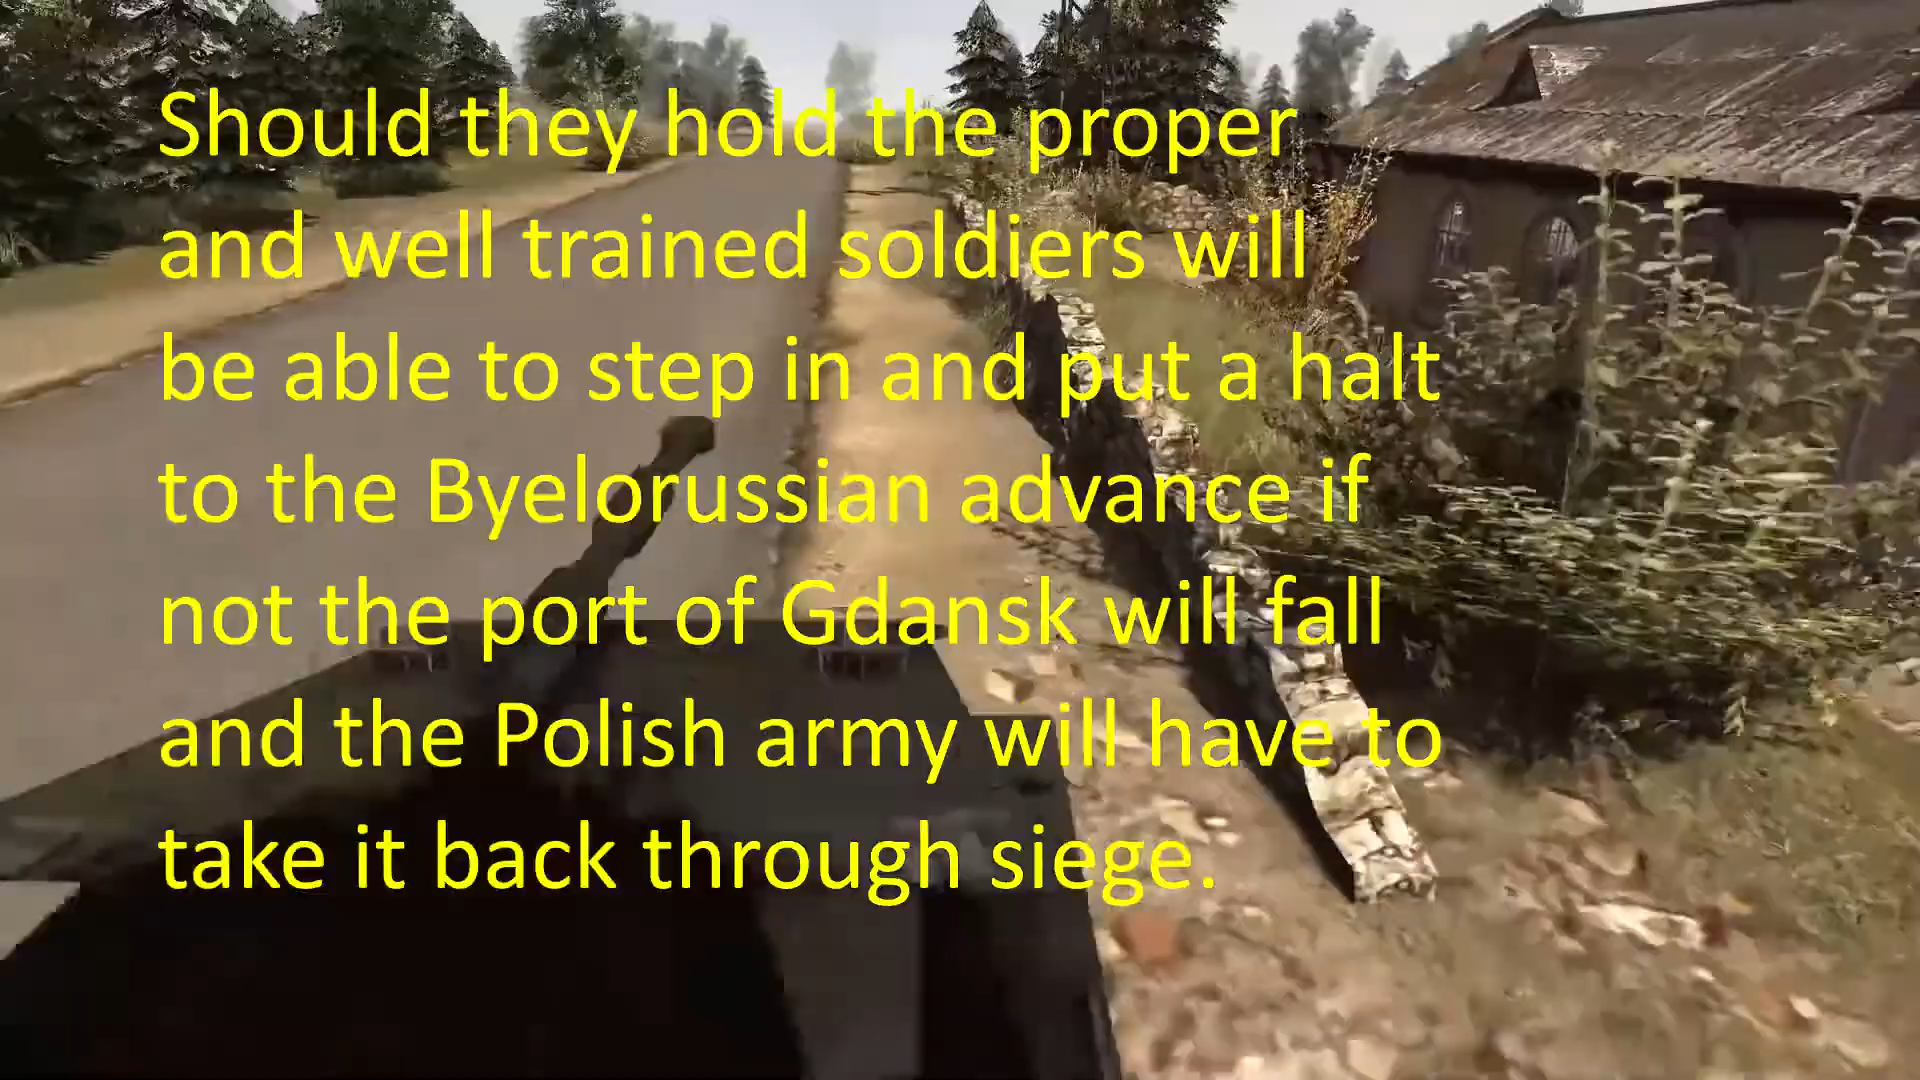 Should they hold the proper
and well trained soldiers will
be able to step in and put a halt
to the Byelorussian advance if
not the port of Gdansk will fall
and the Polish army will have to
take it back through siege.